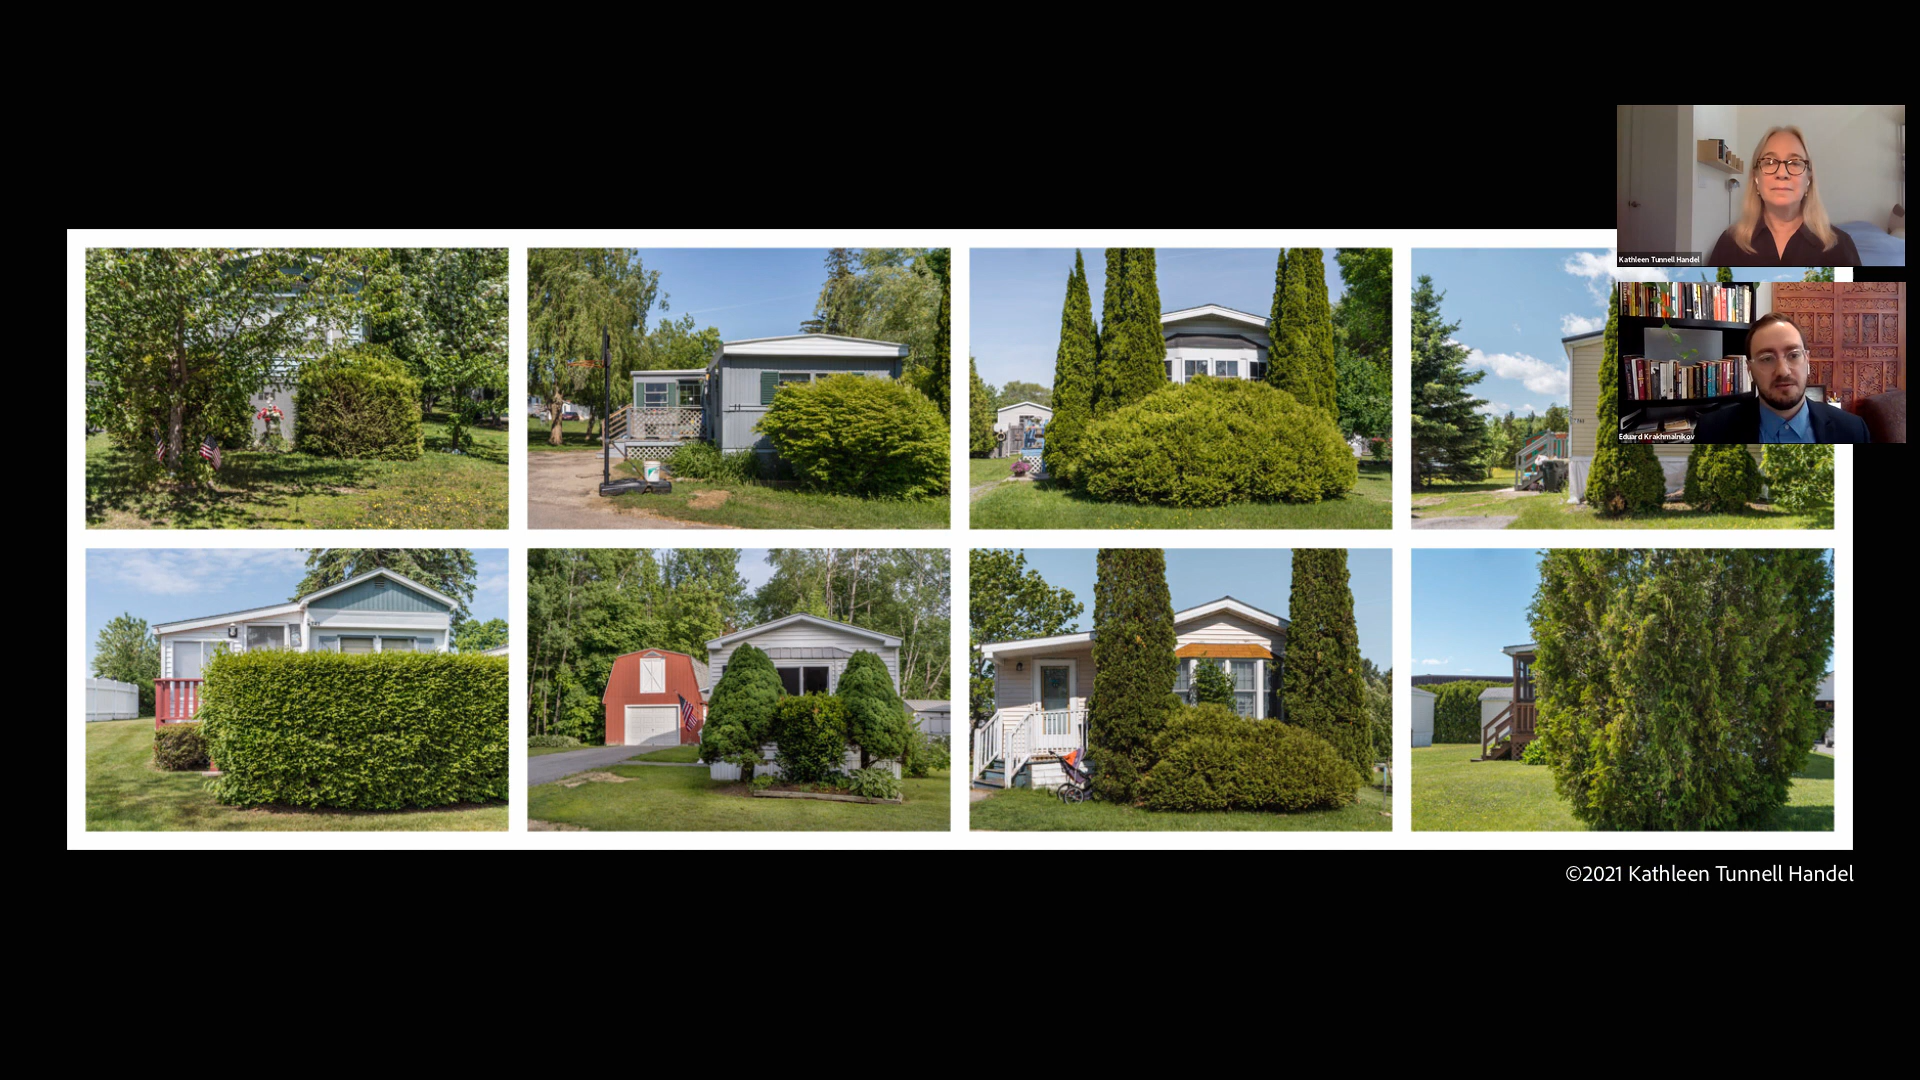 Kathleen Tunnell Handel
Eduard Krakhmalnikov
©2021 Kathleen Tunnell Handel